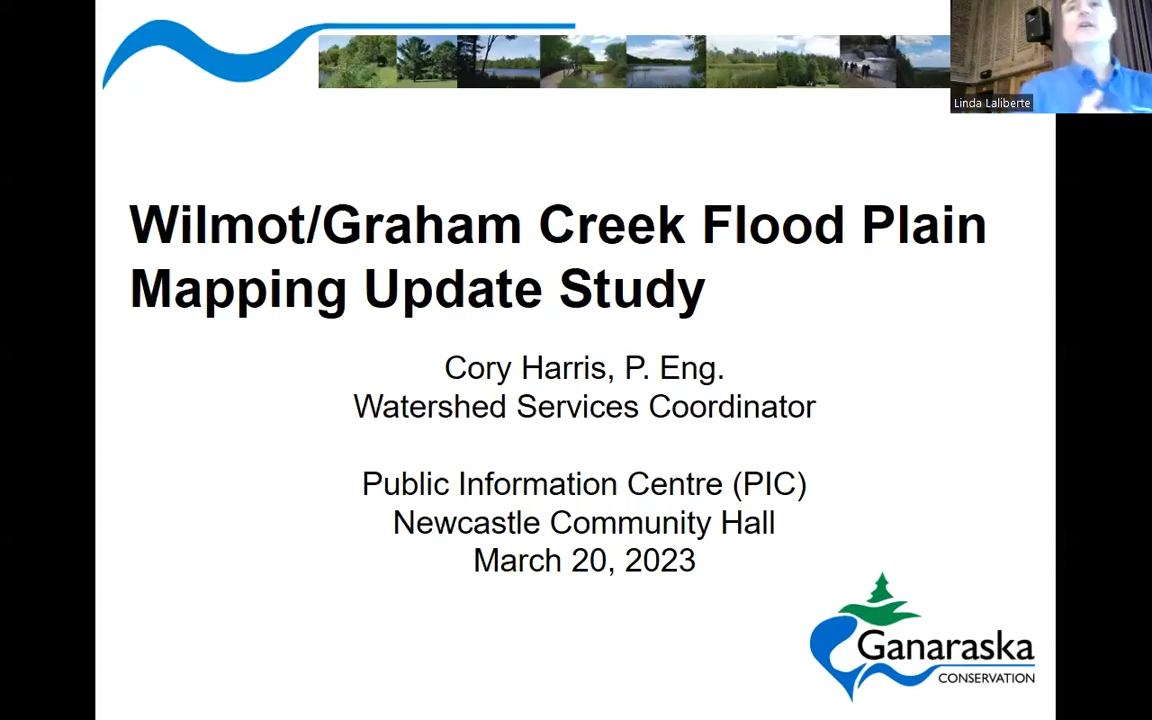 Linda Laliberte
Wilmot/Graham Creek Flood Plain
Mapping Update Study
Cory Harris, P. Eng.
Watershed Services Coordinator
Public Information Centre (PIC)
Newcastle Community Hall
March 20, 2023
Ganaraska
CONSERVATION